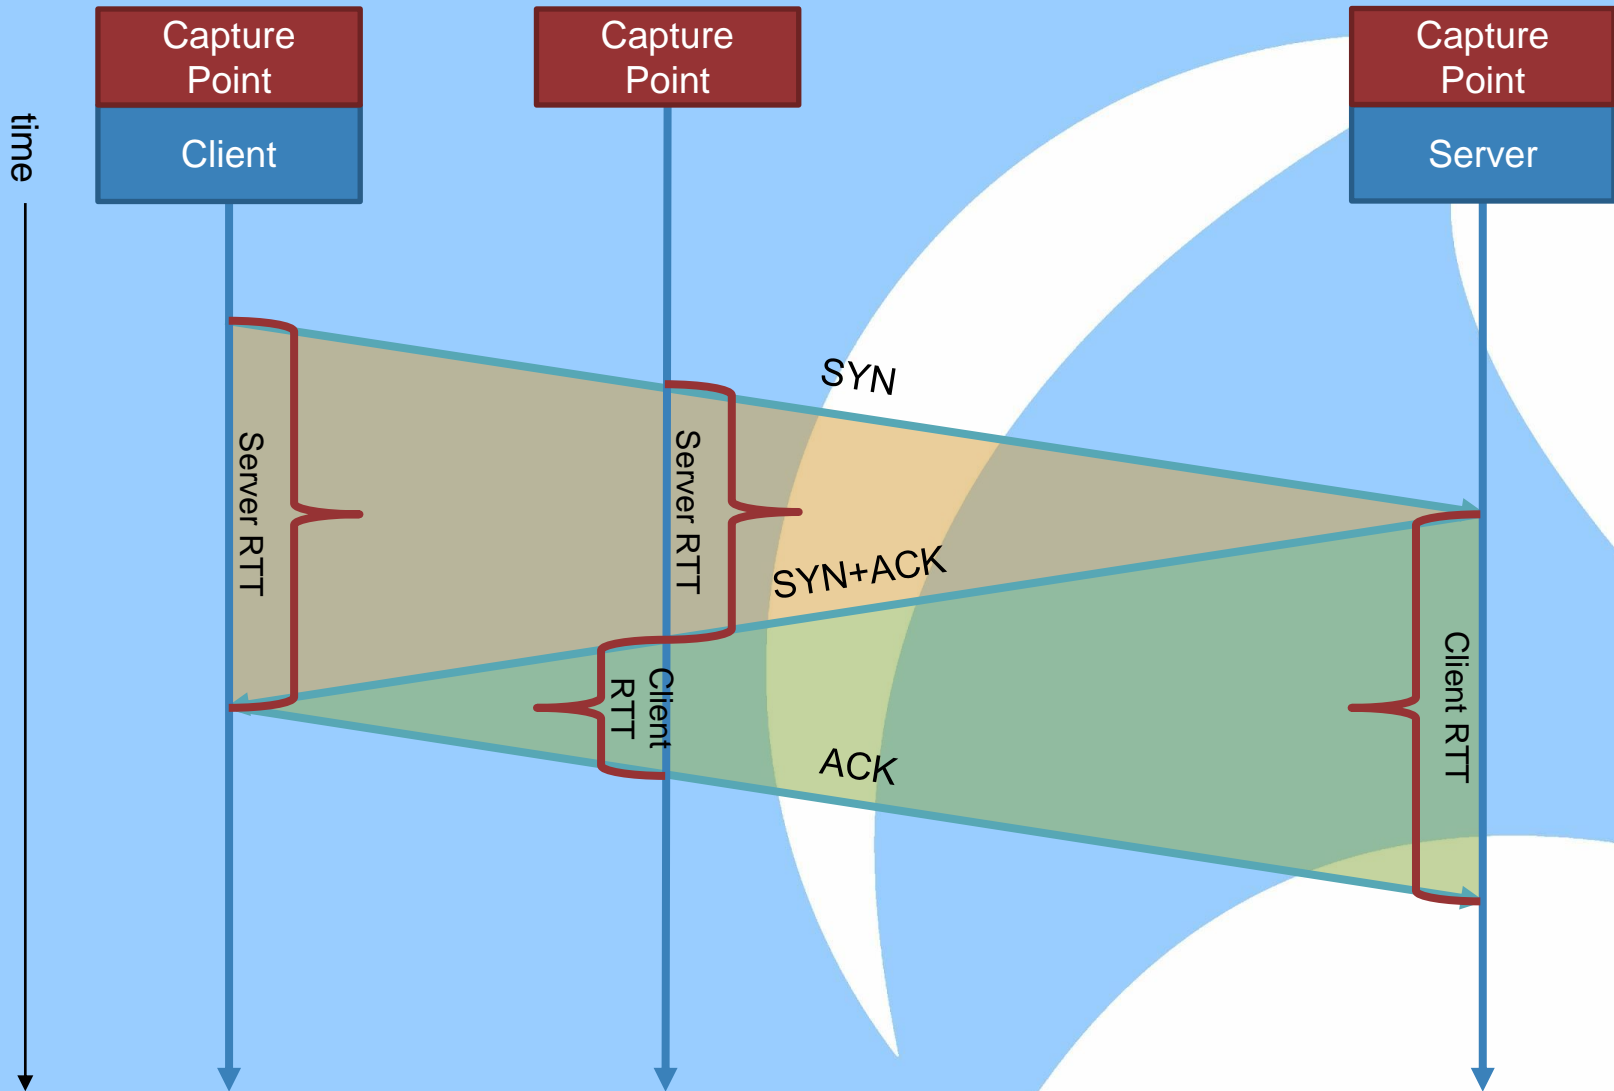 Capture
Point
Client
Capture
Point
Capture
Point
Server
time
SYN
Server RTT
Server RTT
SYN+ACK
Client
RTT
Client RTT
ACK